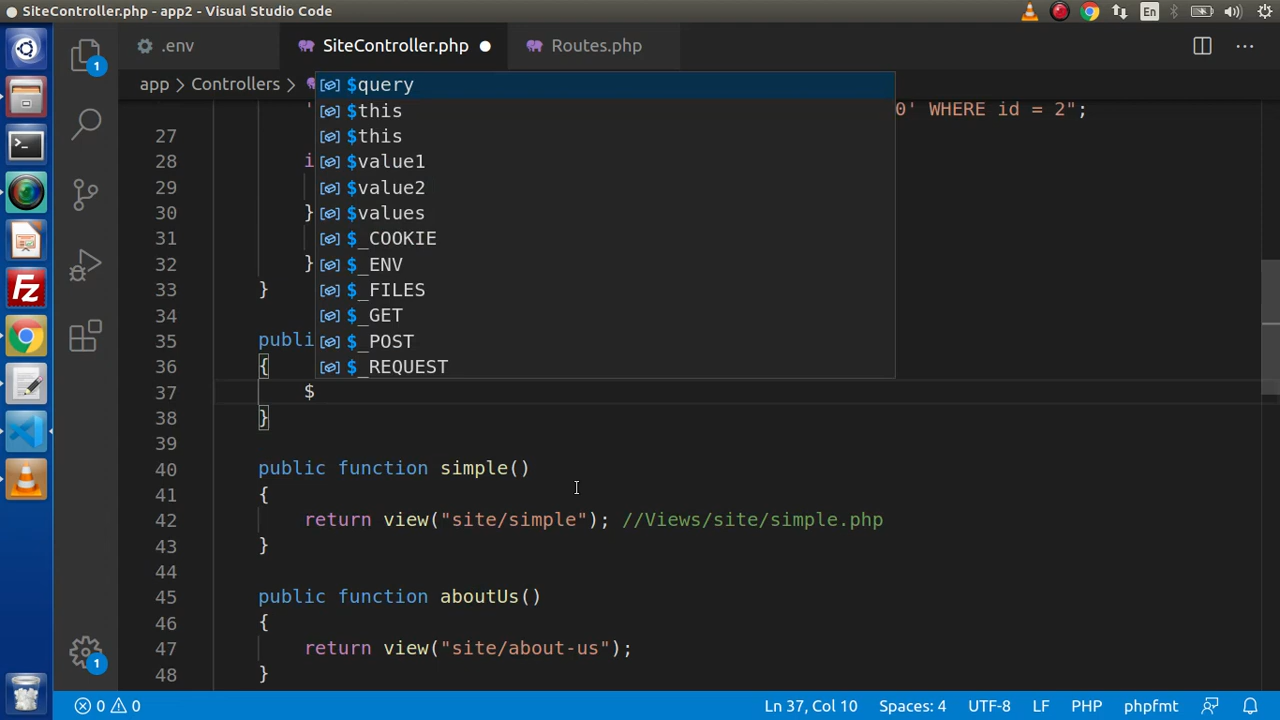 SiteController.php - app2 - Visual Studio Code
En
.env
SiteController.php
Routes.php
1
app > Controllers >
$query
$this
$this
$value1
$value2
$values
$_COOKIE
$_ENV
$_FILES
$_GET
$_POST
$_REQUEST
' 0' WHERE id = 2";
27
28 i
29
30 }
31
32 }
33 }
34
35 publi
36 {
37 $
38 }
39
40 public function simple()
41 {
42 return view("site/simple"); //Views/site/simple.php
43 }
44
45 public function aboutUs()
46 {
47 return view("site/about-us");
48 }
1
0 0 Ln 37, Col 10 Spaces: 4 UTF-8 LF PHP phpfmt